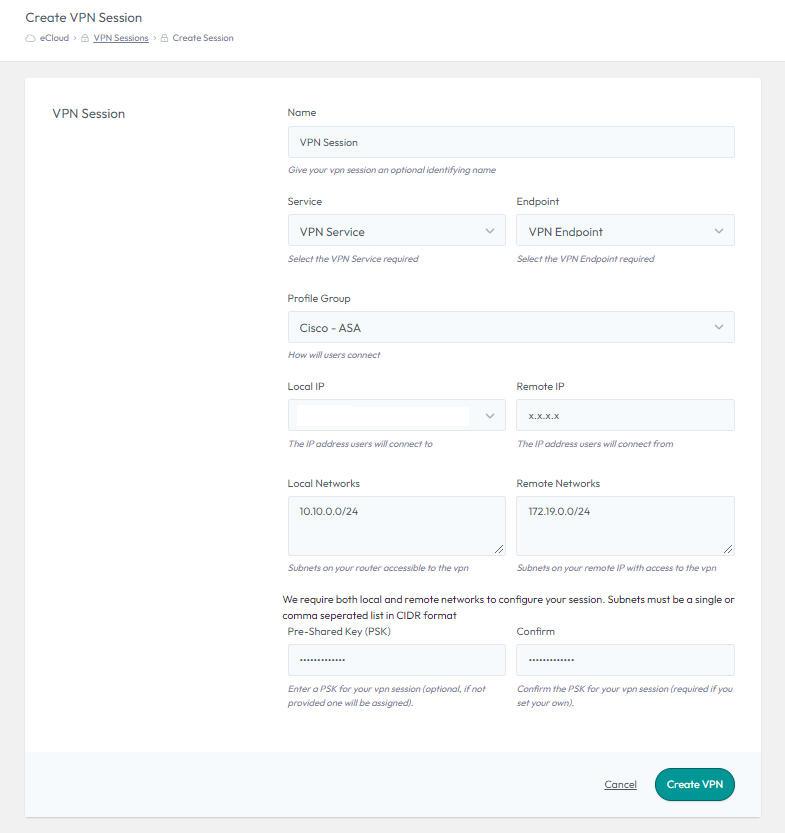 Create VPN Session
eCloud › VPN Sessions › Create Session
VPN Session
Name
VPN Session
Give your vpn session an optional identifying name
Service
Endpoint
VPN Service
VPN Endpoint
Select the VPN Service required
Select the VPN Endpoint required
Profile Group
Cisco - ASA
How will users connect
Local IP
Remote IP
x.x.x.x
The IP address users will connect to
The IP address users will connect from
Local Networks
Remote Networks
10.10.0.0/24
172.19.0.0/24
Subnets on your router accessible to the vpn
Subnets on your remote IP with access to the vpn
We require both local and remote networks to configure your session. Subnets must be a single or
comma seperated list in CIDR format
Pre-Shared Key (PSK)
Confirm
•••••••••••••
•••••••••••••
Enter a PSK for your vpn session (optional, if not
provided one will be assigned).
Confirm the PSK for your vpn session (required if you
set your own).
Cancel
Create VPN